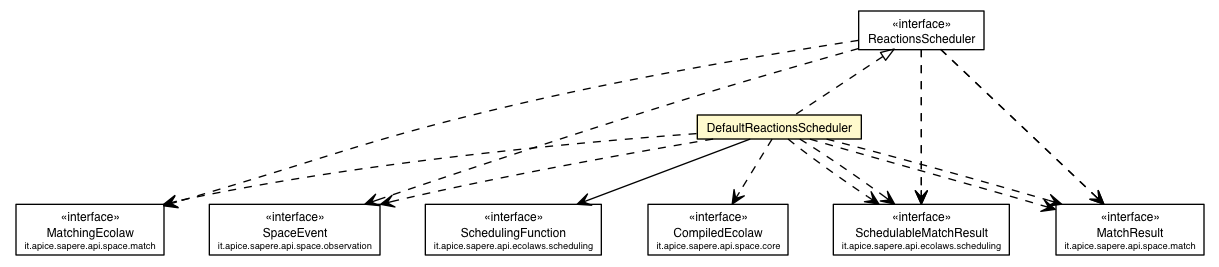 «interface»
ReactionsScheduler
DefaultReactionsScheduler
«interface»
MatchingEcolaw
it.apice.sapere.api.space.match
«interface»
SpaceEvent
it.apice.sapere.api.space.observation
«interface»
SchedulingFunction
it.apice.sapere.api.ecolaws.scheduling
«interface»
CompiledEcolaw
it.apice.sapere.api.space.core
«interface»
SchedulableMatchResult
it.apice.sapere.api.ecolaws.scheduling
«interface»
MatchResult
it.apice.sapere.api.space.match